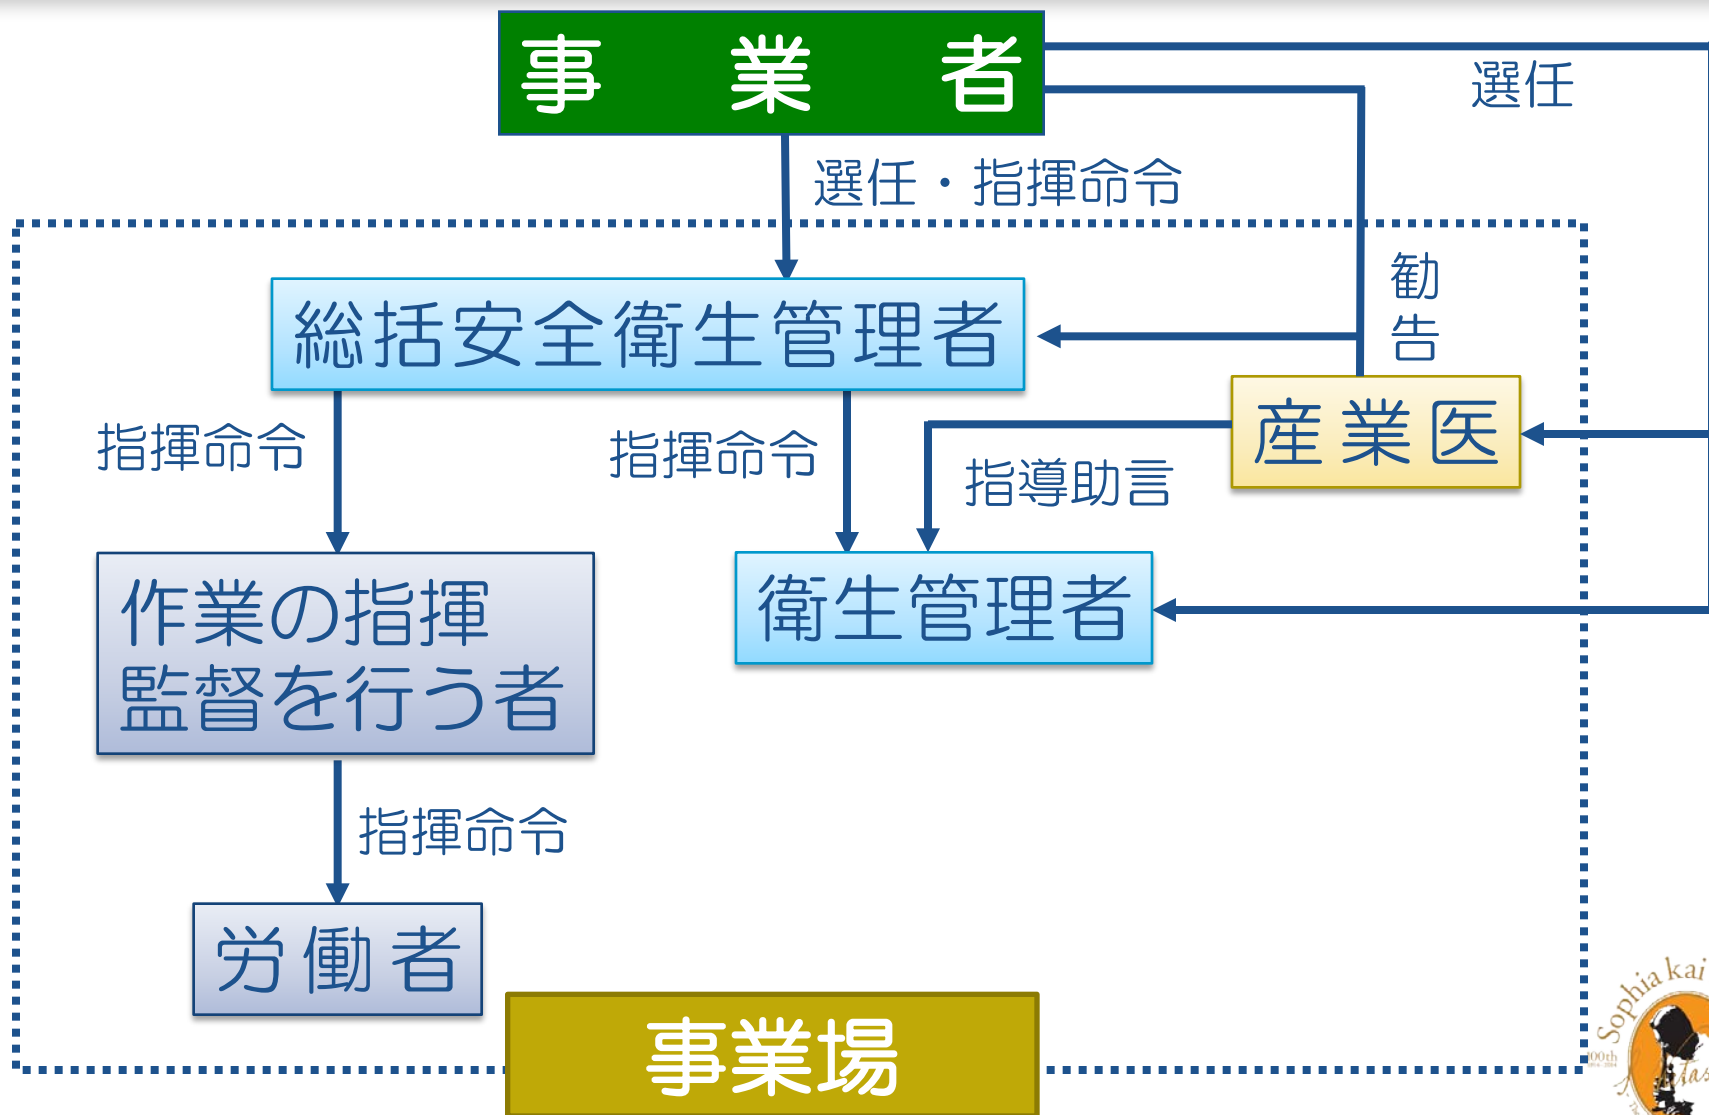 事業者
選任
選任・指揮命令
勧告
総括安全衛生管理者
産業医
指揮命令
指揮命令
指導助言
作業の指揮
監督を行う者
衛生管理者
指揮命令
労働者
事業場
Sophia kai
100th